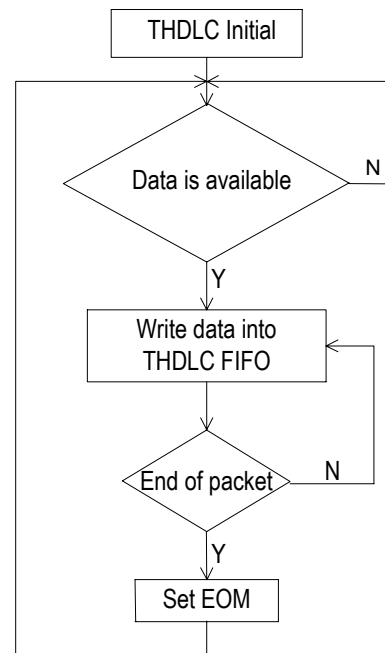 THDLC Initial
Data is available
N
Y
Write data into
THDLC FIFO
End of packet
N
Y
Set EOM